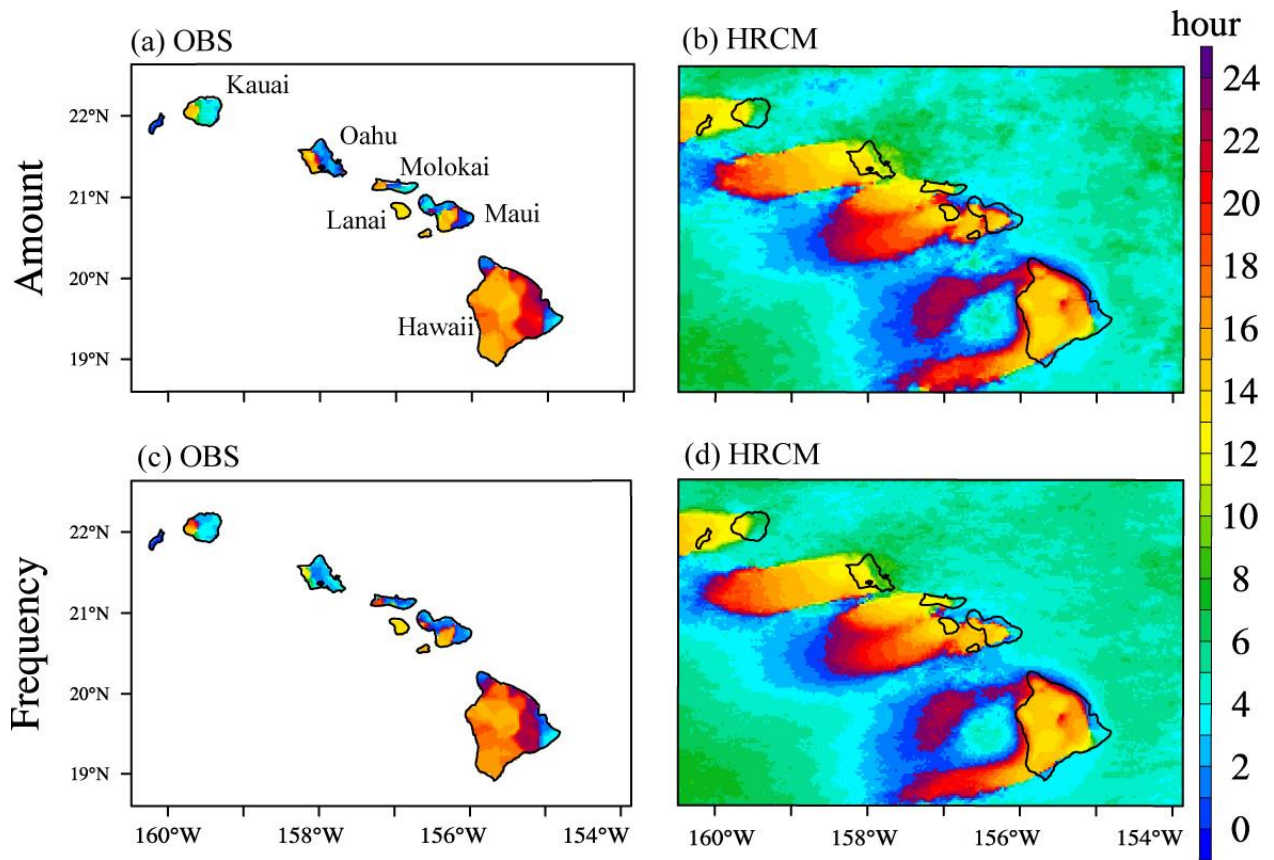 (a) OBS
(b) HRCM
hour
Kauai
Oahu
Molokai
Lanai
Maui
Hawaii
22°N
21°N
20°N
19°N
Amount
24
22
20
18
16
14
12
10
8
6
4
2
0
(c) OBS
(d) HRCM
22°N
21°N
20°N
19°N
Frequency
160°W
158°W
156°W
154°W
160°W
158°W
156°W
154°W